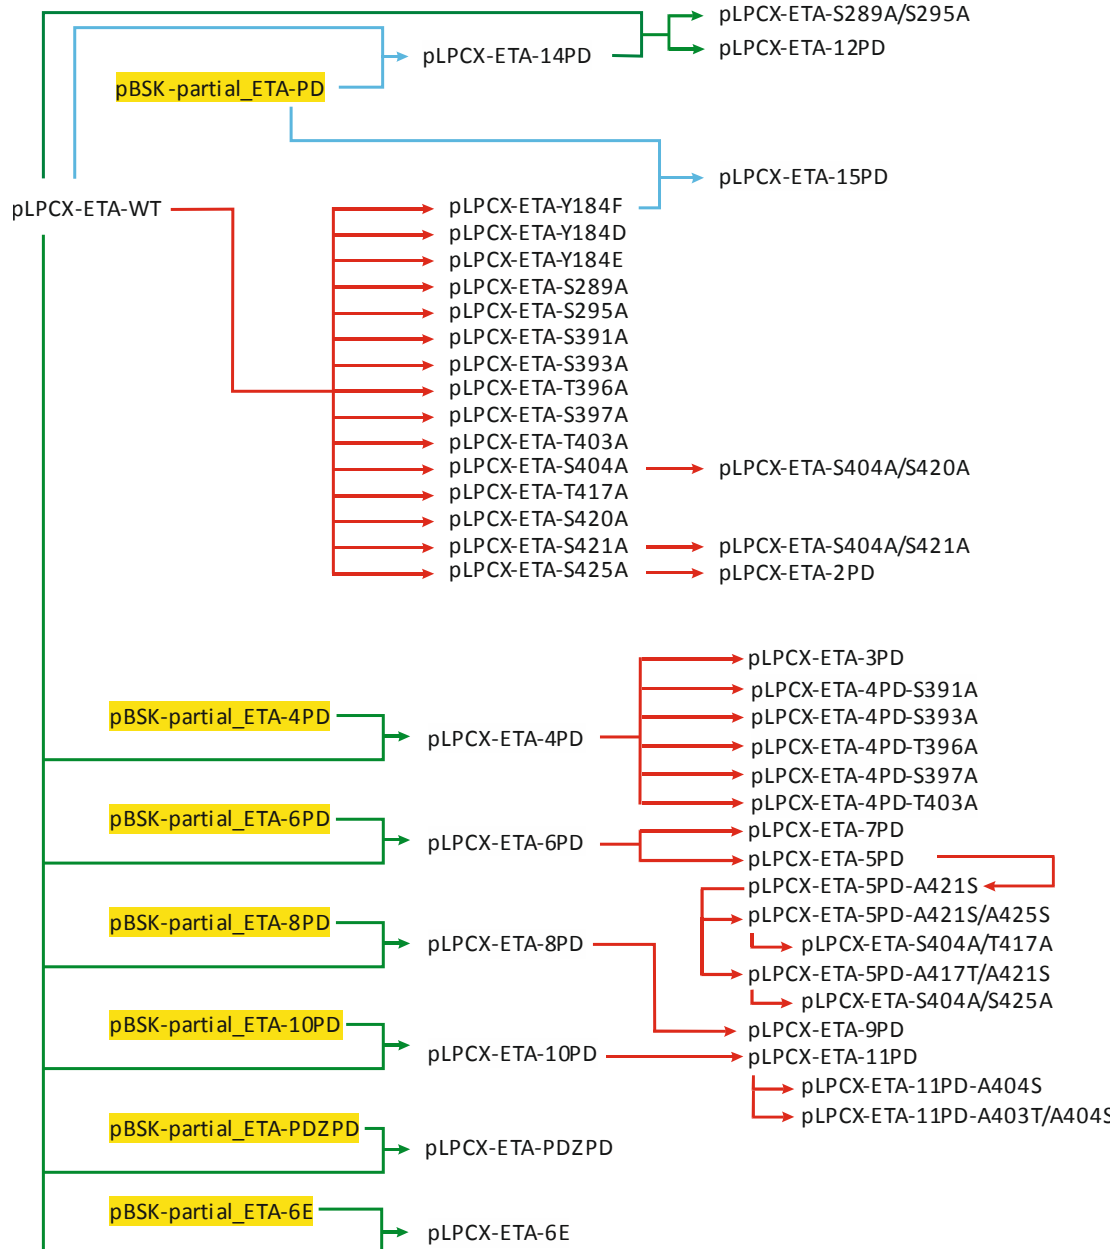 pLPCX-ETA-S289A/S295A
pLPCX-ETA-12PD
pLPCX-ETA-14PD
pBSK-partial_ETA-PD
pLPCX-ETA-15PD
pLPCX-ETA-WT
pLPCX-ETA-Y184F
pLPCX-ETA-Y184D
pLPCX-ETA-Y184E
pLPCX-ETA-S289A
pLPCX-ETA-S295A
pLPCX-ETA-S391A
pLPCX-ETA-S393A
pLPCX-ETA-T396A
pLPCX-ETA-S397A
pLPCX-ETA-T403A
pLPCX-ETA-S404A
pLPCX-ETA-S404A/S420A
pLPCX-ETA-T417A
pLPCX-ETA-S420A
pLPCX-ETA-S421A
pLPCX-ETA-S404A/S421A
pLPCX-ETA-S425A
pLPCX-ETA-2PD
pLPCX-ETA-3PD
pLPCX-ETA-4PD-S391A
pBSK-partial_ETA-4PD
pLPCX-ETA-4PD-S393A
pLPCX-ETA-4PD
pLPCX-ETA-4PD-T396A
pLPCX-ETA-4PD-S397A
pLPCX-ETA-4PD-T403A
pBSK-partial_ETA-6PD
pLPCX-ETA-7PD
pLPCX-ETA-6PD
pLPCX-ETA-5PD
pLPCX-ETA-5PD-A421S
pLPCX-ETA-5PD-A421S/A425S
pBSK-partial_ETA-8PD
pLPCX-ETA-8PD
pLPCX-ETA-S404A/T417A
pLPCX-ETA-5PD-A417T/A421S
pLPCX-ETA-S404A/S425A
pBSK-partial_ETA-10PD
pLPCX-ETA-9PD
pLPCX-ETA-10PD
pLPCX-ETA-11PD
pLPCX-ETA-11PD-A404S
pLPCX-ETA-11PD-A403T/A404S
pBSK-partial_ETA-PDZPD
pLPCX-ETA-PDZPD
pBSK-partial_ETA-6E
pLPCX-ETA-6E